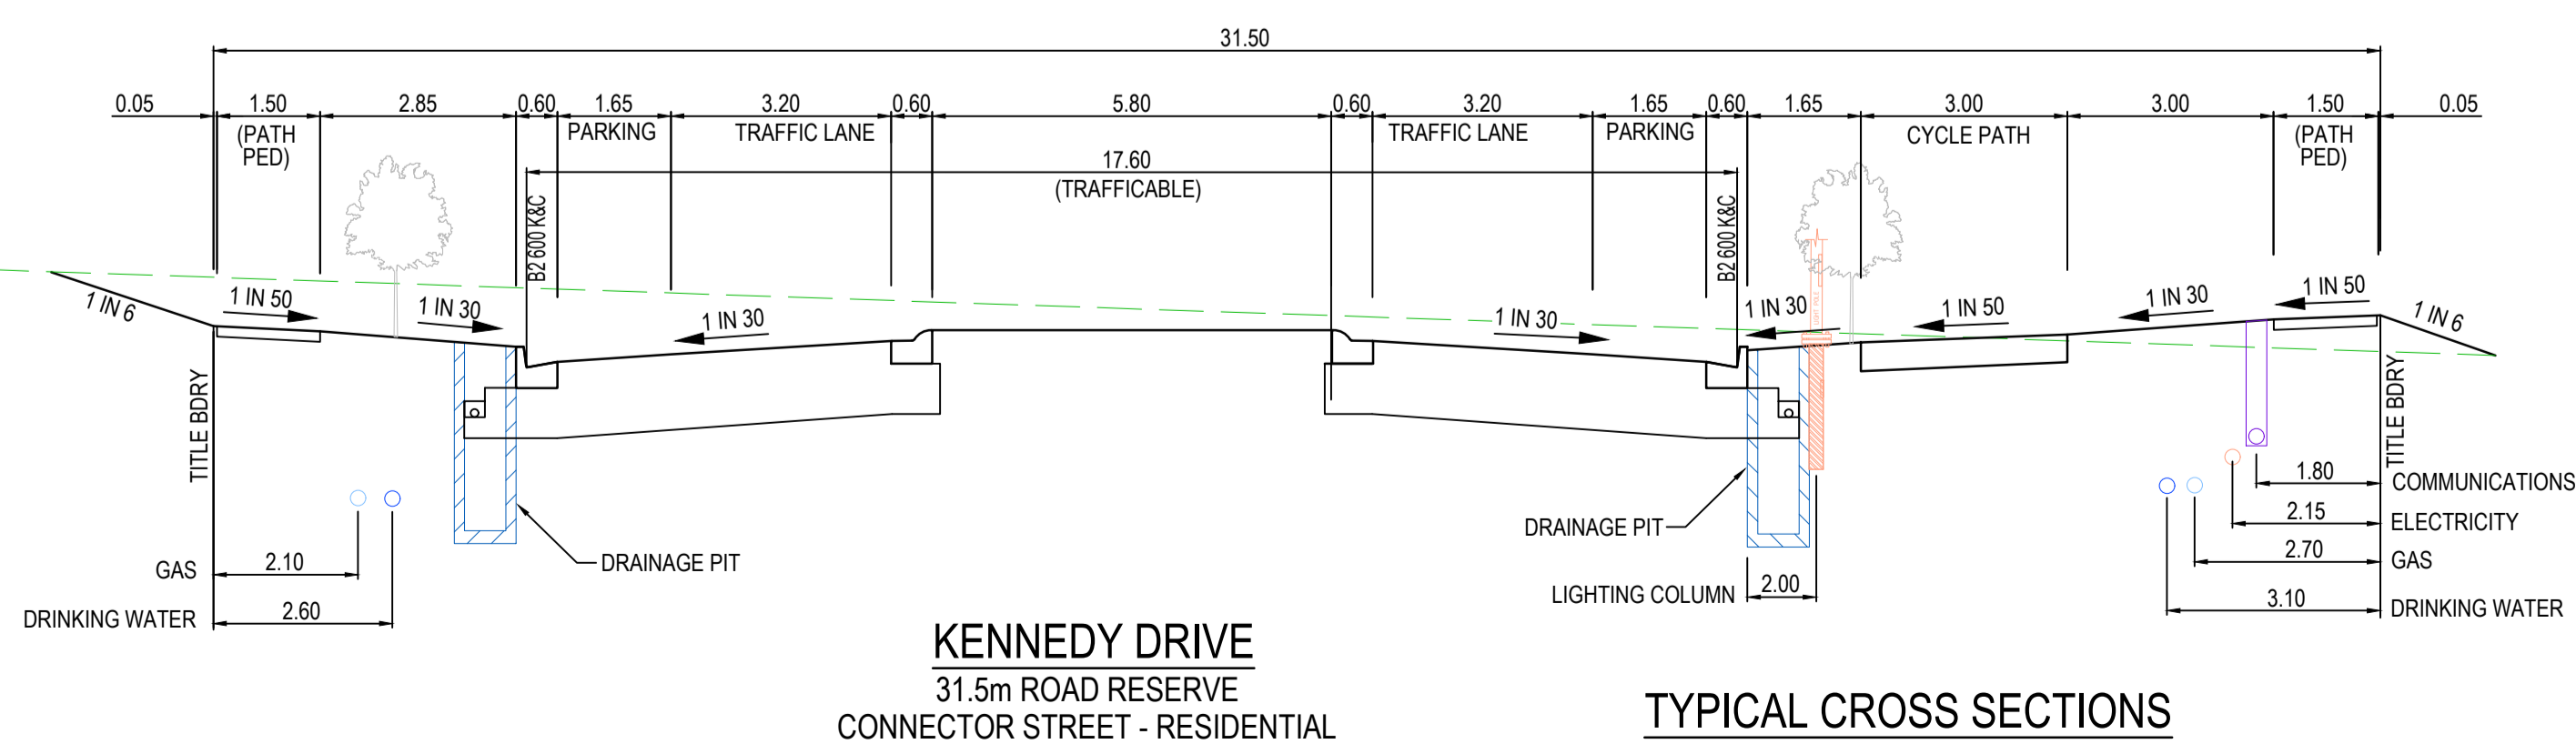 31.50
0.05 1.50 2.85 0.60 1.65 3.20 0.60 5.80 0.60 3.20 1.65 0.60 1.65 3.00 3.00 1.50 0.05
(PATH PED) PARKING TRAFFIC LANE TRAFFIC LANE PARKING CYCLE PATH (PATH PED)
17.60
(TRAFFICABLE)
B2 600 K&C B2 600 K&C
1 IN 6 1 IN 50 1 IN 30 1 IN 30 1 IN 30 1 IN 30 1 IN 50 1 IN 30 1 IN 50 1 IN 6
LIGHT POLE
TITLE BDRY TITLE BDRY
1.80 COMMUNICATIONS
2.15 ELECTRICITY
DRAINAGE PIT
DRAINAGE PIT
2.70 GAS
GAS 2.10
LIGHTING COLUMN 2.00
3.10 DRINKING WATER
DRINKING WATER 2.60
KENNEDY DRIVE
31.5m ROAD RESERVE
CONNECTOR STREET - RESIDENTIAL
TYPICAL CROSS SECTIONS